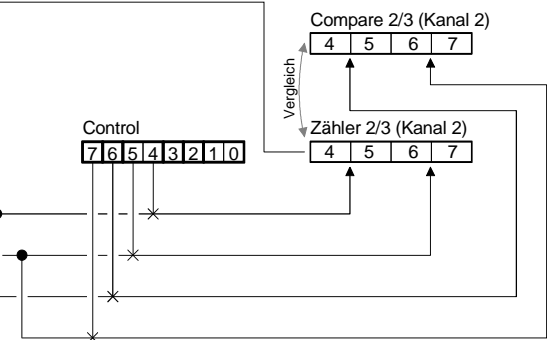 Compare 2/3 (Kanal 2)
4 5 6 7
Vergleich
Control
7 6 5 4 3 2 1 0
Zähler 2/3 (Kanal 2)
4 5 6 7